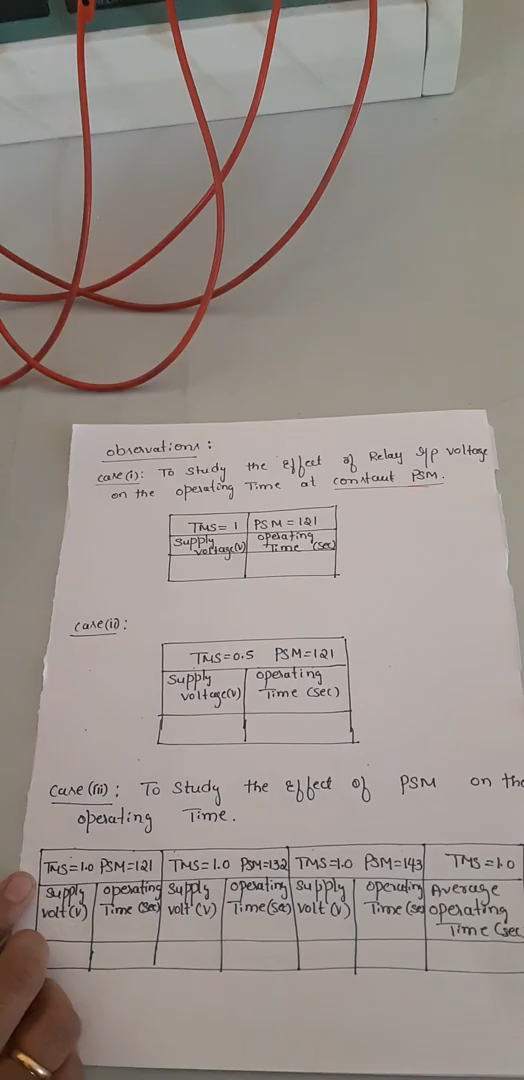 observations:
case(i): To study the effect of Relay I/p voltage
on the operating Time at constant PSM.
TMS=1 PSM=121
supply voltage(v) operating Time (sec)
case(ii):
TMS=0.5 PSM=121
supply voltage(v) operating Time (sec)
case(iii): To study the effect of PSM on the
operating Time.
TMS=1.0 PSM=121 TMS=1.0 PSM=132 TMS=1.0 PSM=143 TMS=1.0
supply operating supply operating supply operating Average
volt(v) Time (sec) volt(v) Time(sec) volt(v) Time (sec operating
Time (sec